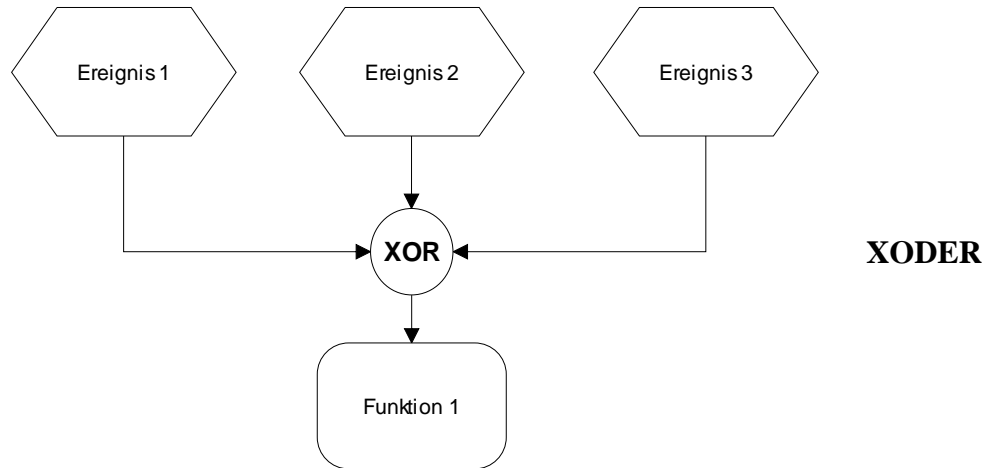 Ereignis 1
Ereignis 2
Ereignis 3
XOR
XODER
Funktion 1